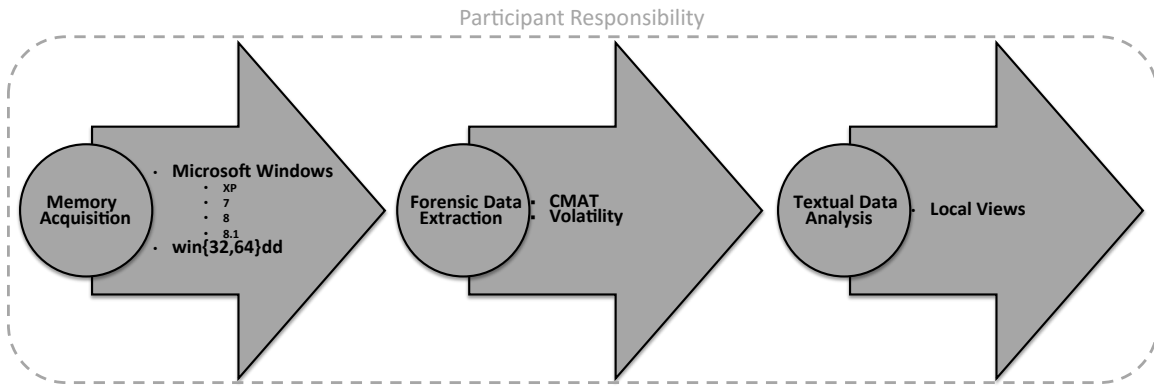 Participant Responsibility
Memory
Acquisition
• Microsoft Windows
• XP
• 7
• 8
• 8.1
• win{32,64}dd
Forensic Data
Extraction
▪ CMAT
▪ Volatility
Textual Data
Analysis
• Local Views